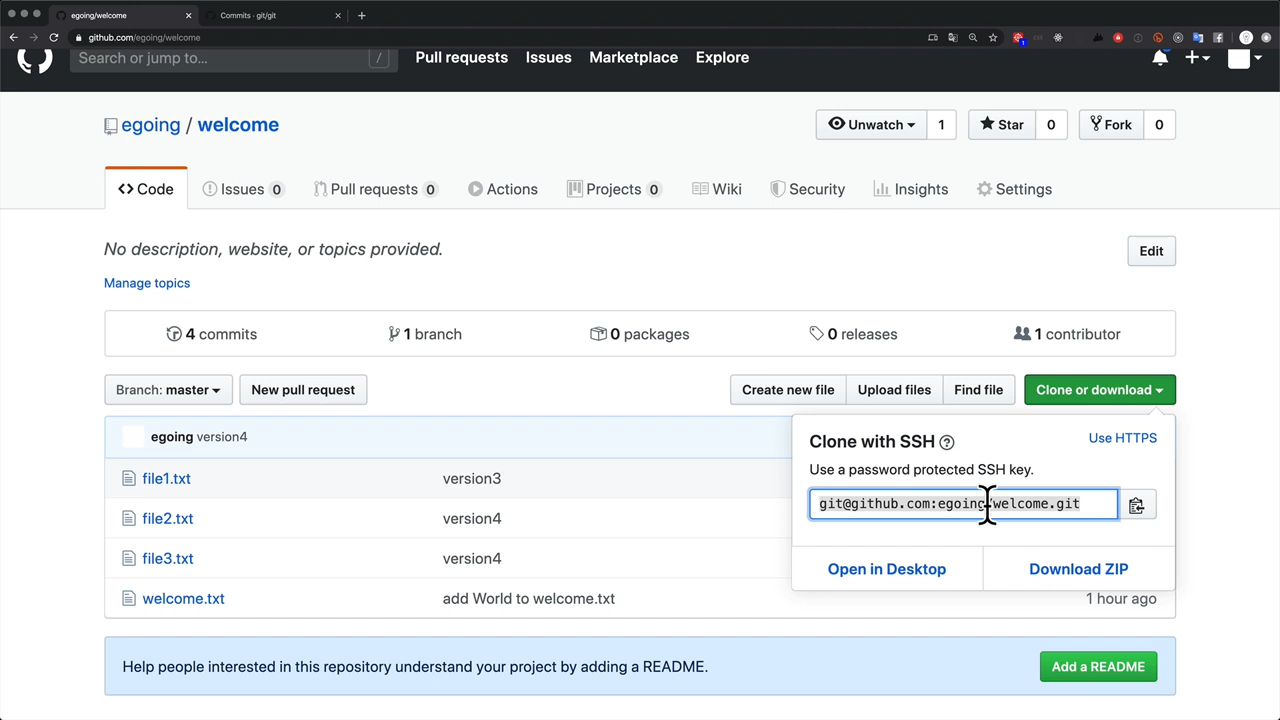 egoing/welcome
Commits · git/git
github.com/egoing/welcome
Search or jump to…
/
Pull requests
Issues
Marketplace
Explore
egoing / welcome
Unwatch 1
Star 0
Fork 0
Code
Issues 0
Pull requests 0
Actions
Projects 0
Wiki
Security
Insights
Settings
No description, website, or topics provided.
Edit
Manage topics
4 commits
1 branch
0 packages
0 releases
1 contributor
Branch: master
New pull request
Create new file
Upload files
Find file
Clone or download
egoing version4
Clone with SSH
Use HTTPS
Use a password protected SSH key.
git@github.com:egoing/welcome.git
Open in Desktop
Download ZIP
file1.txt version3
file2.txt version4
file3.txt version4
welcome.txt add World to welcome.txt 1 hour ago
Help people interested in this repository understand your project by adding a README.
Add a README